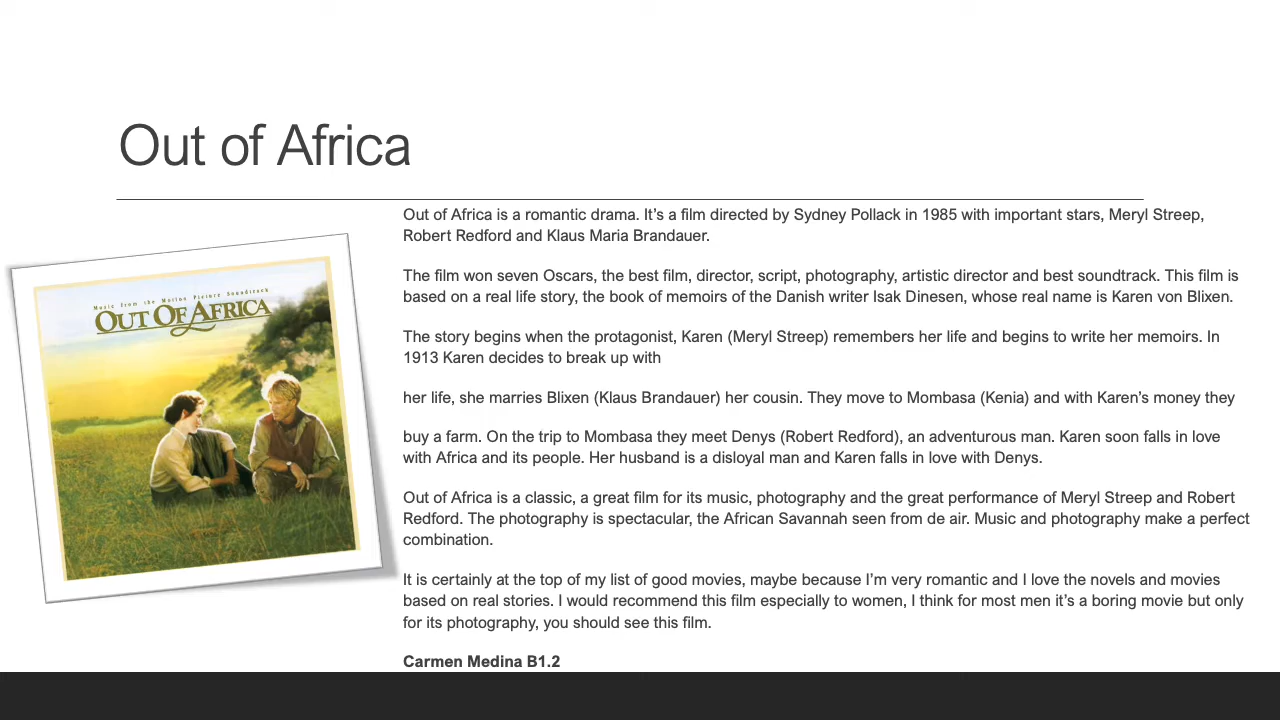 Out of Africa
Out of Africa is a romantic drama. It’s a film directed by Sydney Pollack in 1985 with important stars, Meryl Streep,
Robert Redford and Klaus Maria Brandauer.
The film won seven Oscars, the best film, director, script, photography, artistic director and best soundtrack. This film is
based on a real life story, the book of memoirs of the Danish writer Isak Dinesen, whose real name is Karen von Blixen.
The story begins when the protagonist, Karen (Meryl Streep) remembers her life and begins to write her memoirs. In
1913 Karen decides to break up with
her life, she marries Blixen (Klaus Brandauer) her cousin. They move to Mombasa (Kenia) and with Karen’s money they
buy a farm. On the trip to Mombasa they meet Denys (Robert Redford), an adventurous man. Karen soon falls in love
with Africa and its people. Her husband is a disloyal man and Karen falls in love with Denys.
Out of Africa is a classic, a great film for its music, photography and the great performance of Meryl Streep and Robert
Redford. The photography is spectacular, the African Savannah seen from de air. Music and photography make a perfect
combination.
It is certainly at the top of my list of good movies, maybe because I’m very romantic and I love the novels and movies
based on real stories. I would recommend this film especially to women, I think for most men it’s a boring movie but only
for its photography, you should see this film.
Carmen Medina B1.2
Music from the Motion Picture Soundtrack
OUT OF AFRICA